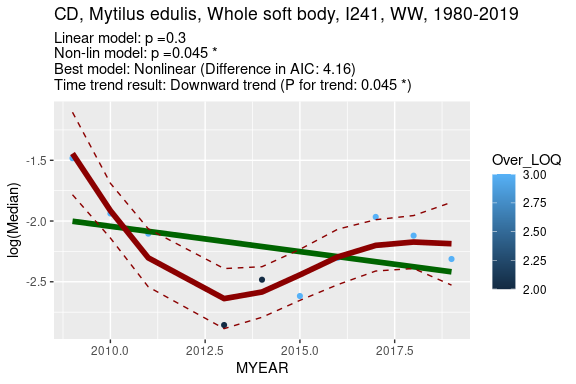 CD, Mytilus edulis, Whole soft body, I241, WW, 1980-2019
Linear model: p =0.3
Non-lin model: p =0.045 *
Best model: Nonlinear (Difference in AIC: 4.16)
Time trend result: Downward trend (P for trend: 0.045 *)
log(Median)
-1.5
-2.0
-2.5
2010.0
2012.5
2015.0
2017.5
MYEAR
Over_LOQ
3.00
2.75
2.50
2.25
2.00